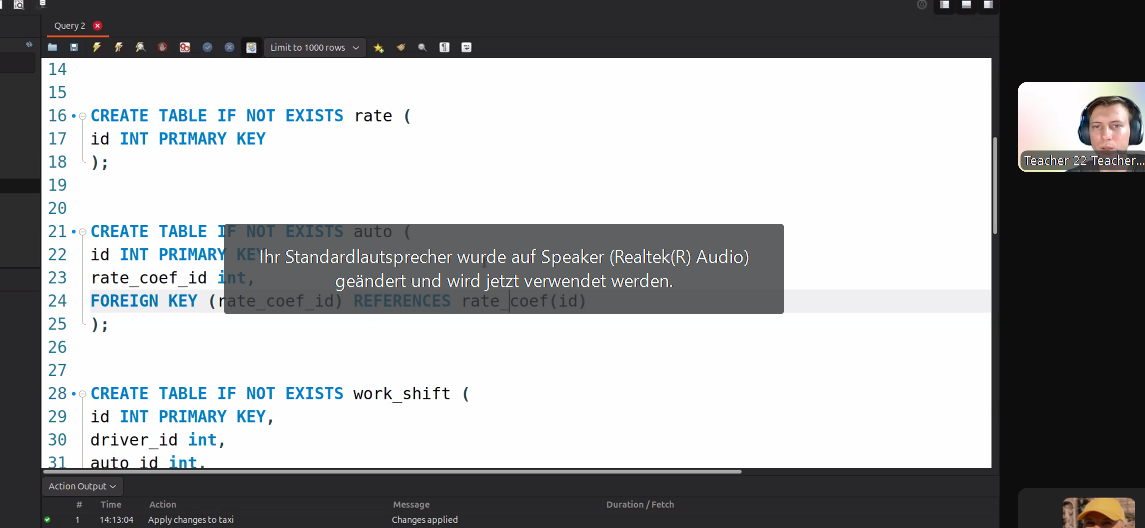 Query 2
Limit to 1000 rows
14
15
16 CREATE TABLE IF NOT EXISTS rate (
17 id INT PRIMARY KEY
18 );
19
20
21 CREATE TABLE IF NOT EXISTS auto (
22 id INT PRIMARY KEY,
23 rate_coef_id int,
24 FOREIGN KEY (rate_coef_id) REFERENCES rate_coef(id)
25 );
26
27
28 CREATE TABLE IF NOT EXISTS work_shift (
29 id INT PRIMARY KEY,
30 driver_id int,
31 auto_id int,
Ihr Standardlautsprecher wurde auf Speaker (Realtek(R) Audio)
geändert und wird jetzt verwendet werden.
Teacher 22 Teacher...
Action Output
# Time Action Message Duration / Fetch
1 14:13:04 Apply changes to taxi Changes applied